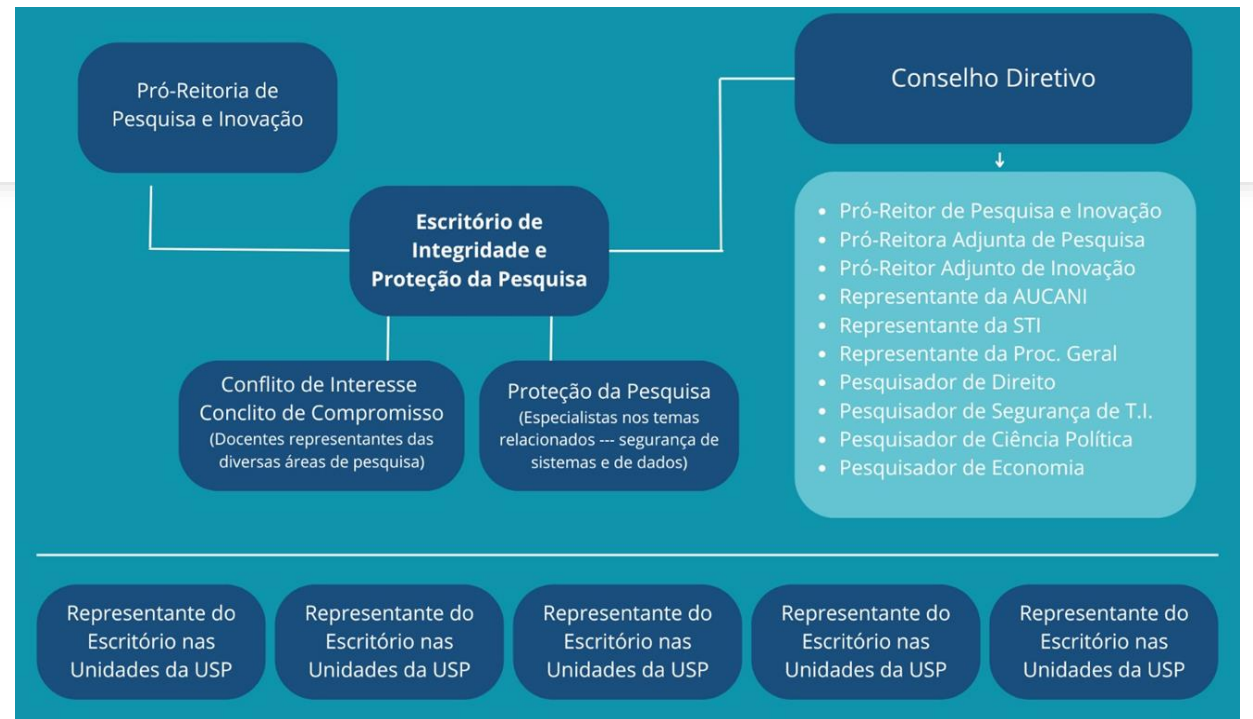 Pró-Reitoria de
Pesquisa e Inovação
Conselho Diretivo
Escritório de
Integridade e
Proteção da Pesquisa
• Pró-Reitor de Pesquisa e Inovação
• Pró-Reitora Adjunta de Pesquisa
• Pró-Reitor Adjunto de Inovação
• Representante da AUCANI
• Representante da STI
• Representante da Proc. Geral
• Pesquisador de Direito
• Pesquisador de Segurança de T.I.
• Pesquisador de Ciência Política
• Pesquisador de Economia
Conflito de Interesse
Conclito de Compromisso
(Docentes representantes das
diversas áreas de pesquisa)
Proteção da Pesquisa
(Especialistas nos temas
relacionados --- segurança de
sistemas e de dados)
Representante do
Escritório nas
Unidades da USP
Representante do
Escritório nas
Unidades da USP
Representante do
Escritório nas
Unidades da USP
Representante do
Escritório nas
Unidades da USP
Representante do
Escritório nas
Unidades da USP